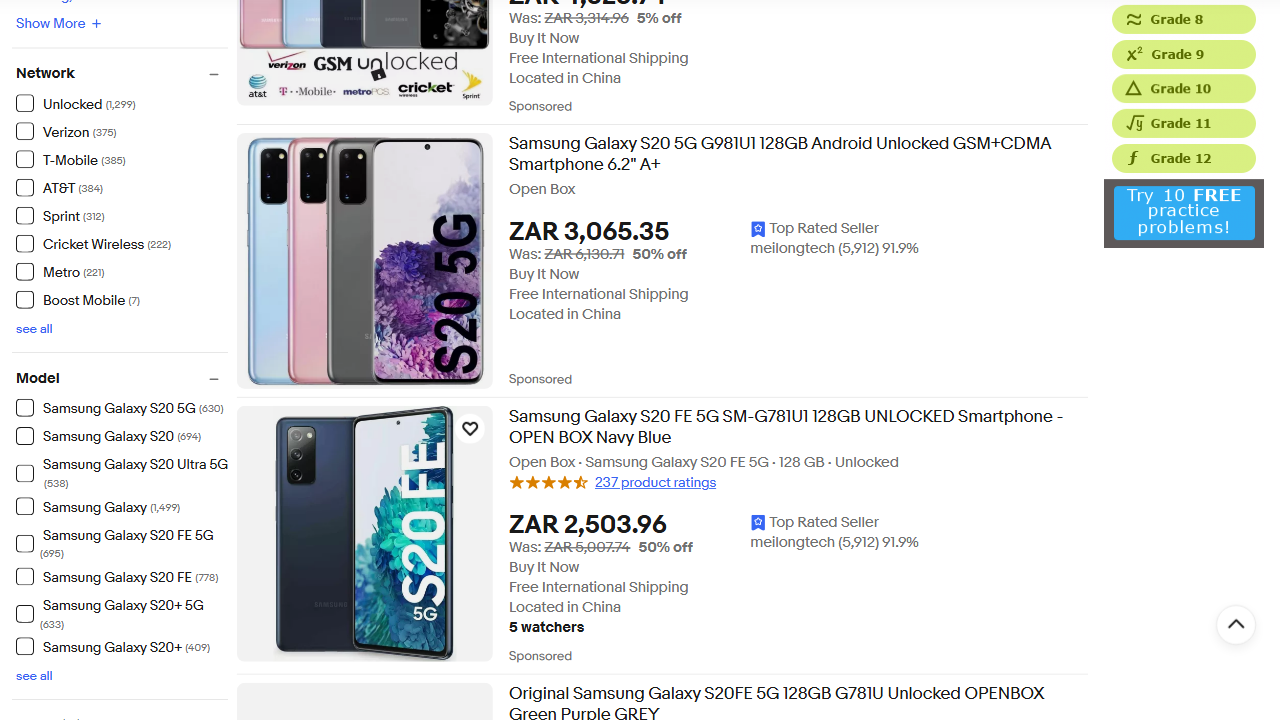 Show More
Network
Unlocked (1,299)
Verizon (375)
T-Mobile (385)
AT&T (384)
Sprint (312)
Cricket Wireless (222)
Metro (221)
Boost Mobile (7)
see all
Model
Samsung Galaxy S20 5G (630)
Samsung Galaxy S20 (694)
Samsung Galaxy S20 Ultra 5G
(538)
Samsung Galaxy (1,499)
Samsung Galaxy S20 FE 5G
(695)
Samsung Galaxy S20 FE (778)
Samsung Galaxy S20+ 5G
(633)
Samsung Galaxy S20+ (409)
see all
verizon GSM unlocked
at&t T-Mobile metroPCS cricket wireless Sprint
Was: ZAR 3,314.96 5% off
Buy It Now
Free International Shipping
Located in China
Sponsored
S20 5G
Samsung Galaxy S20 5G G981U1 128GB Android Unlocked GSM+CDMA
Smartphone 6.2" A+
Open Box
ZAR 3,065.35
Was: ZAR 6,130.71 50% off
Buy It Now
Free International Shipping
Located in China
Top Rated Seller
meilongtech (5,912) 91.9%
Sponsored
SAMSUNG
S20 FE
5G
Samsung Galaxy S20 FE 5G SM-G781U1 128GB UNLOCKED Smartphone -
OPEN BOX Navy Blue
Open Box · Samsung Galaxy S20 FE 5G · 128 GB · Unlocked
237 product ratings
ZAR 2,503.96
Was: ZAR 5,007.74 50% off
Buy It Now
Free International Shipping
Located in China
5 watchers
Top Rated Seller
meilongtech (5,912) 91.9%
Sponsored
Original Samsung Galaxy S20FE 5G 128GB G781U Unlocked OPENBOX
Green Purple GREY
Grade 8
x² Grade 9
Grade 10
√y Grade 11
f Grade 12
Try 10 FREE
practice
problems!